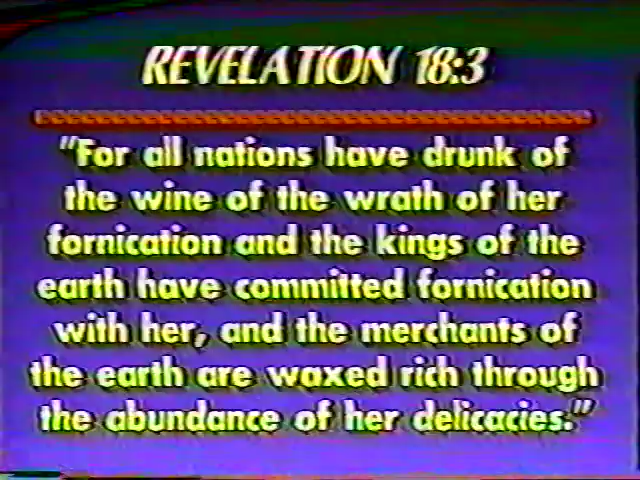 REVELATION 18:3
"For all nations have drunk of
the wine of the wrath of her
fornication and the kings of the
earth have committed fornication
with her, and the merchants of
the earth are waxed rich through
the abundance of her delicacies."